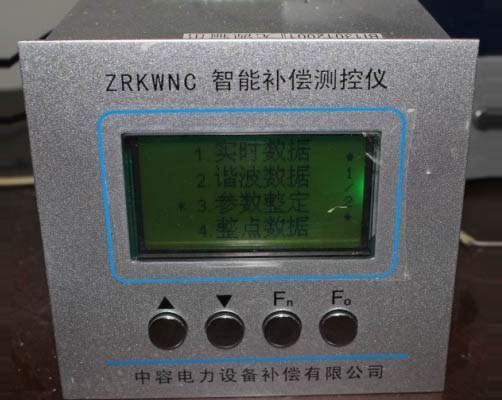 ZRKWNC 智能补偿测控仪
1 实时数据
2 谐波数据
* 3 参数整定
4 整点数据
1/2
▲ ▼ Fn Fo
中容电力设备补偿有限公司